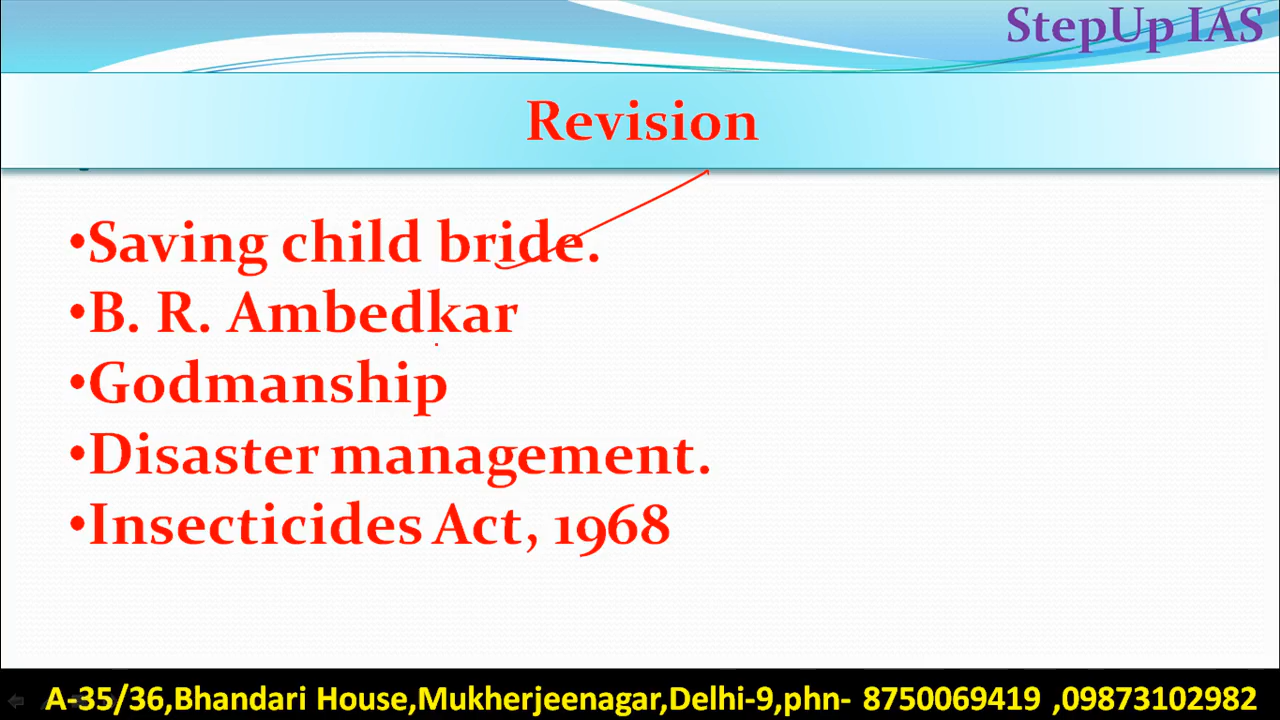 StepUp IAS
Revision
•Saving child bride.
•B. R. Ambedkar
•Godmanship
•Disaster management.
•Insecticides Act, 1968
A-35/36,Bhandari House,Mukherjeenagar,Delhi-9,phn- 8750069419 ,09873102982